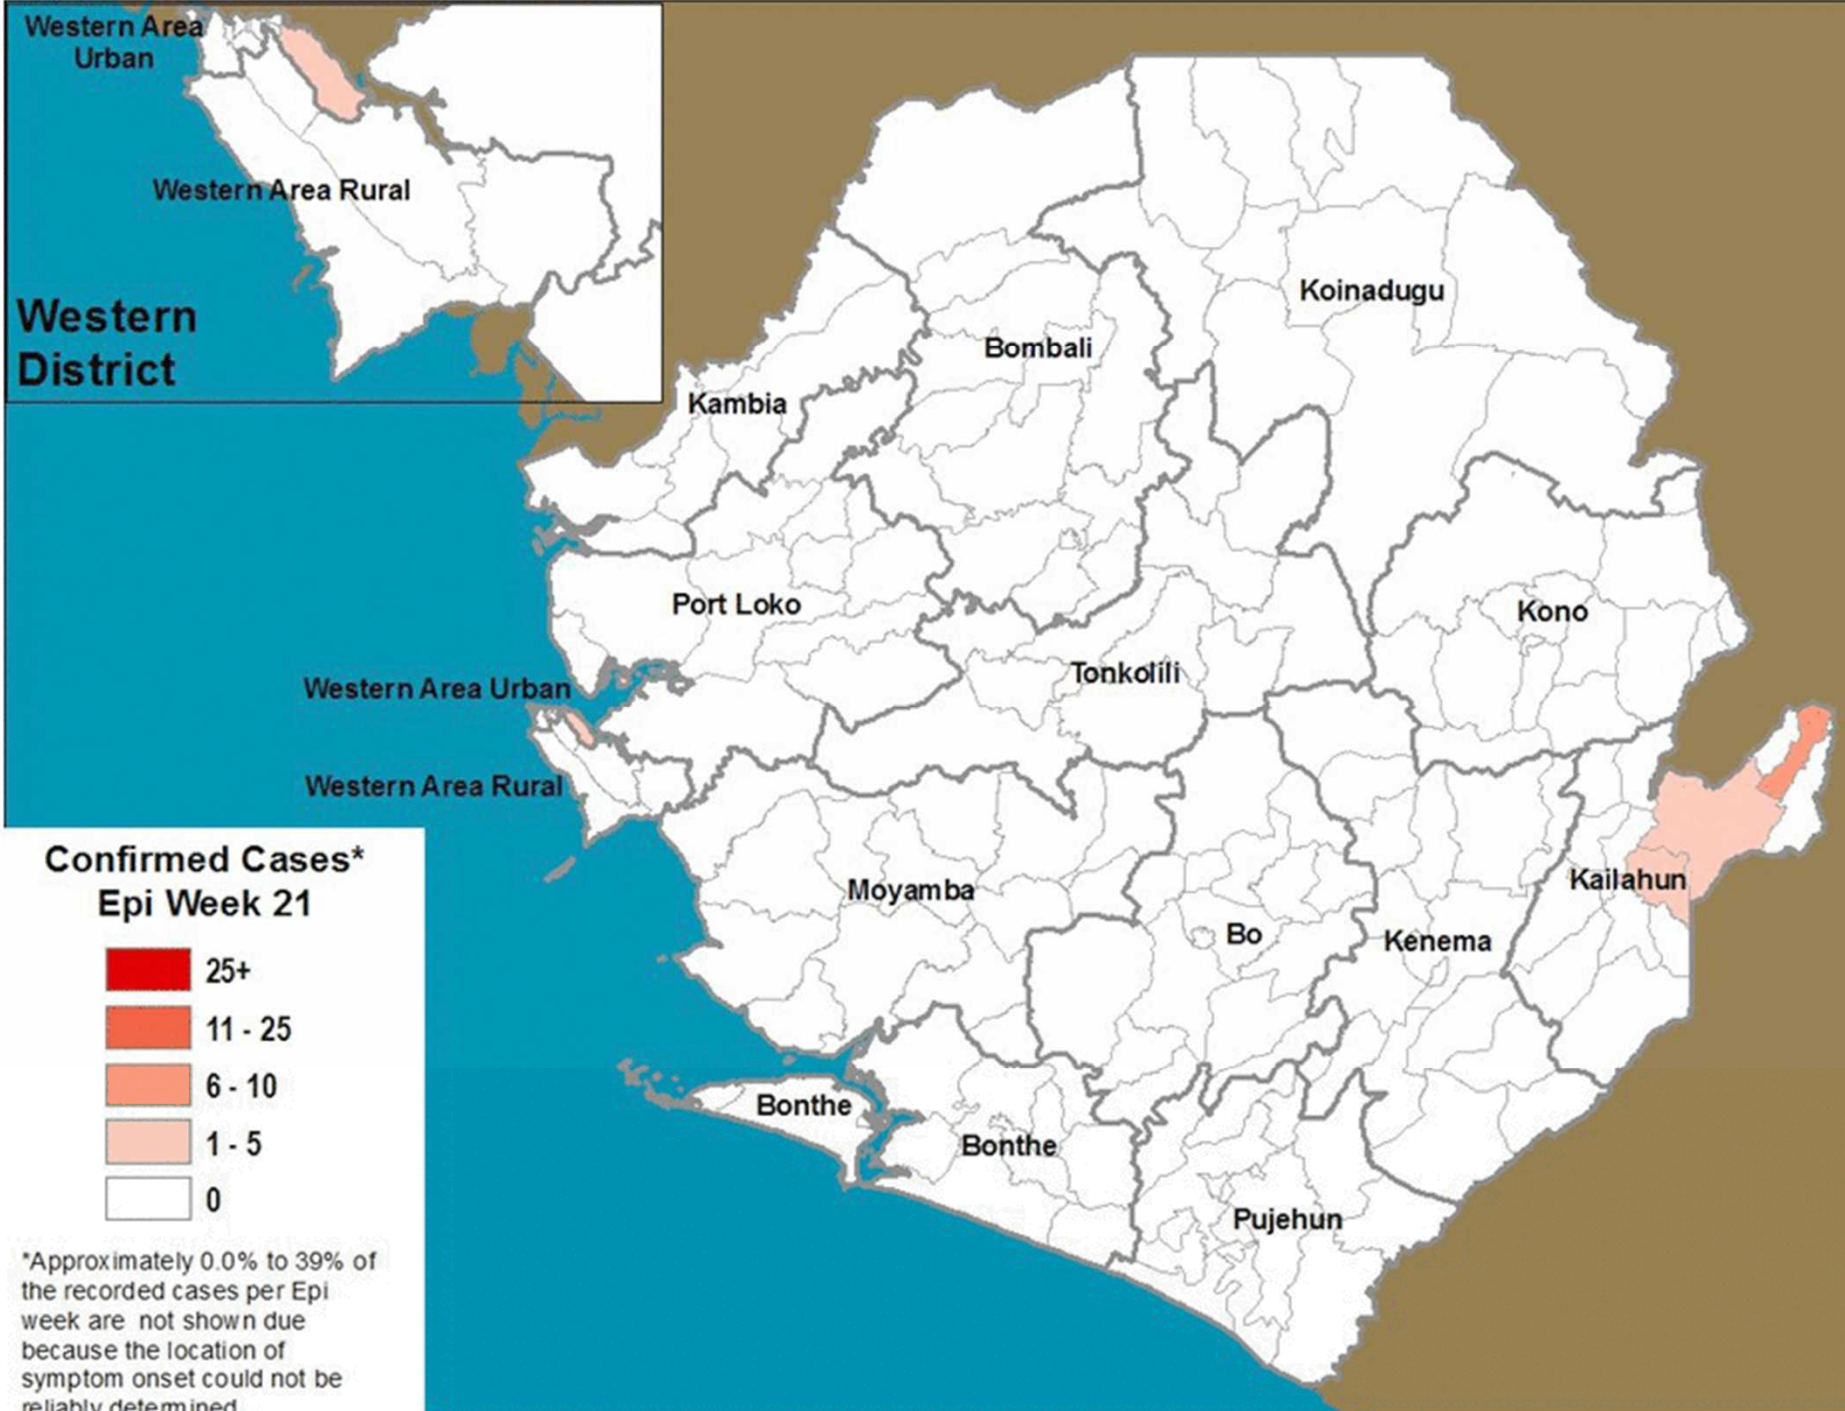 Western Area
Urban
Western Area Rural
Western
District
Koinadugu
Bombali
Kambia
Port Loko
Kono
Tonkolili
Western Area Urban
Western Area Rural
Kailahun
Moyamba
Bo
Kenema
Bonthe
Bonthe
Pujehun
Confirmed Cases*
Epi Week 21
25+
11 - 25
6 - 10
1 - 5
0
*Approximately 0.0% to 39% of
the recorded cases per Epi
week are not shown due
because the location of
symptom onset could not be
reliably determined